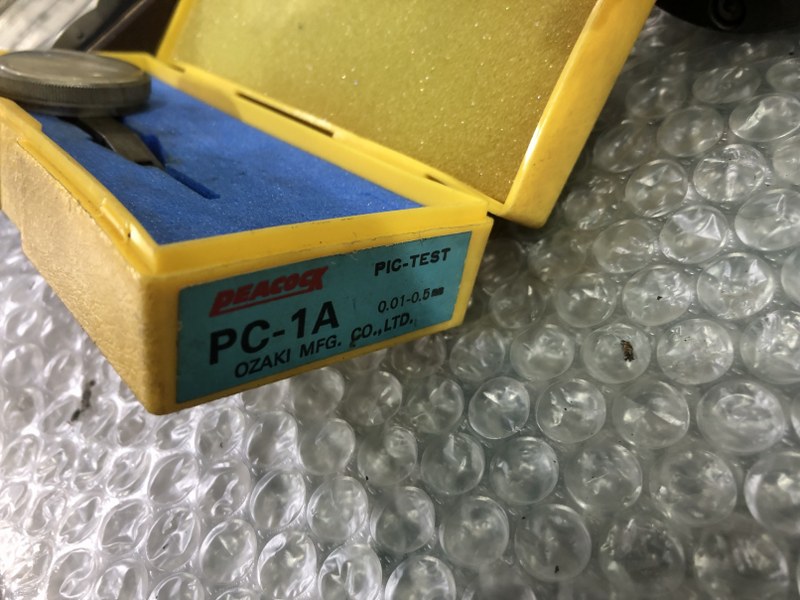 PEACOCK PIC-TEST
PC-1A 0.01-0.5mm
OZAKI MFG. CO.,LTD.